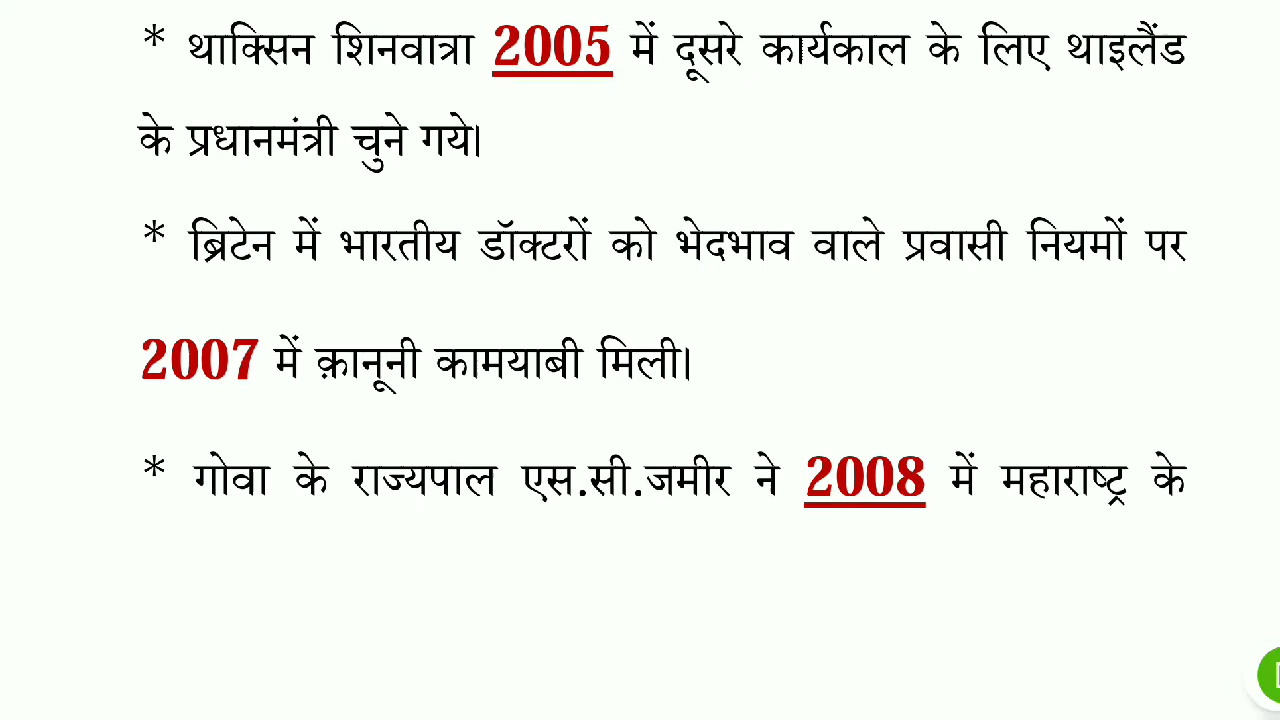 * थाक्सिन शिनवात्रा 2005 में दूसरे कार्यकाल के लिए थाइलैंड
के प्रधानमंत्री चुने गये।
* ब्रिटेन में भारतीय डॉक्टरों को भेदभाव वाले प्रवासी नियमों पर
2007 में क़ानूनी कामयाबी मिली।
* गोवा के राज्यपाल एस.सी.जमीर ने 2008 में महाराष्ट्र के